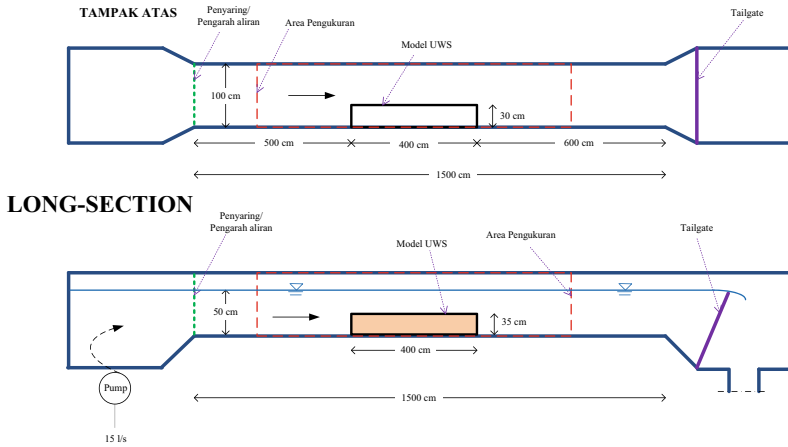 TAMPAK ATAS
Penyaring/
Pengarah aliran
Area Pengukuran
Model UWS
Tailgate
100 cm
30 cm
500 cm
400 cm
600 cm
1500 cm
LONG-SECTION
Penyaring/
Pengarah aliran
Model UWS
Area Pengukuran
Tailgate
50 cm
35 cm
400 cm
Pump
1500 cm
15 l/s